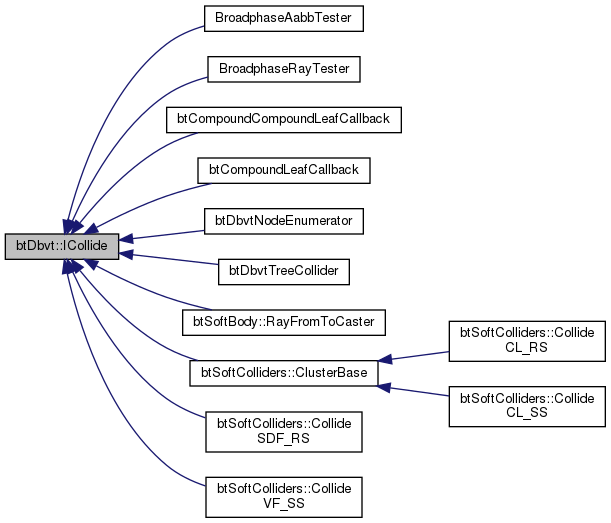 BroadphaseAabbTester
BroadphaseRayTester
btCompoundCompoundLeafCallback
btCompoundLeafCallback
btDbvt::ICollide
btDbvtNodeEnumerator
btDbvtTreeCollider
btSoftBody::RayFromToCaster
btSoftColliders::ClusterBase
btSoftColliders::Collide
CL_RS
btSoftColliders::Collide
CL_SS
btSoftColliders::Collide
SDF_RS
btSoftColliders::Collide
VF_SS